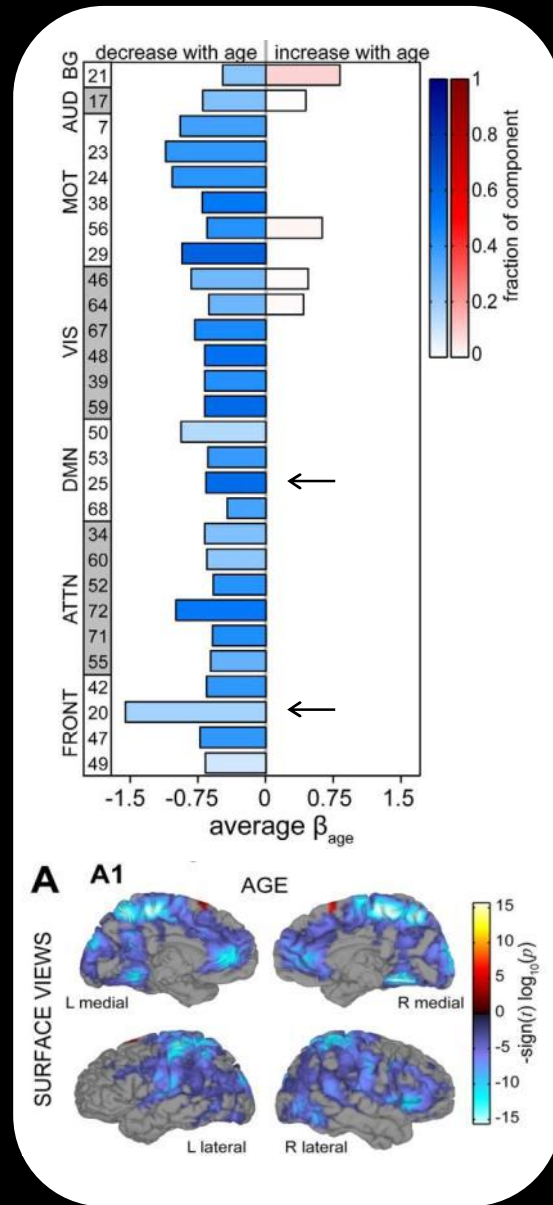 decrease with age increase with age
BG
21
AUD
17
MOT
7
23
24
38
56
29
VIS
46
64
67
48
39
59
DMN
50
53
25
68
ATTN
34
60
52
72
71
55
FRONT
42
20
47
49
-1.5 -0.75 0 0.75 1.5
average βage
1
0.8
0.6
0.4
0.2
0
fraction of component
A A1 AGE
SURFACE VIEWS
L medial R medial
L lateral R lateral
15
10
5
0
-5
-10
-15
-sign(t) log10(p)